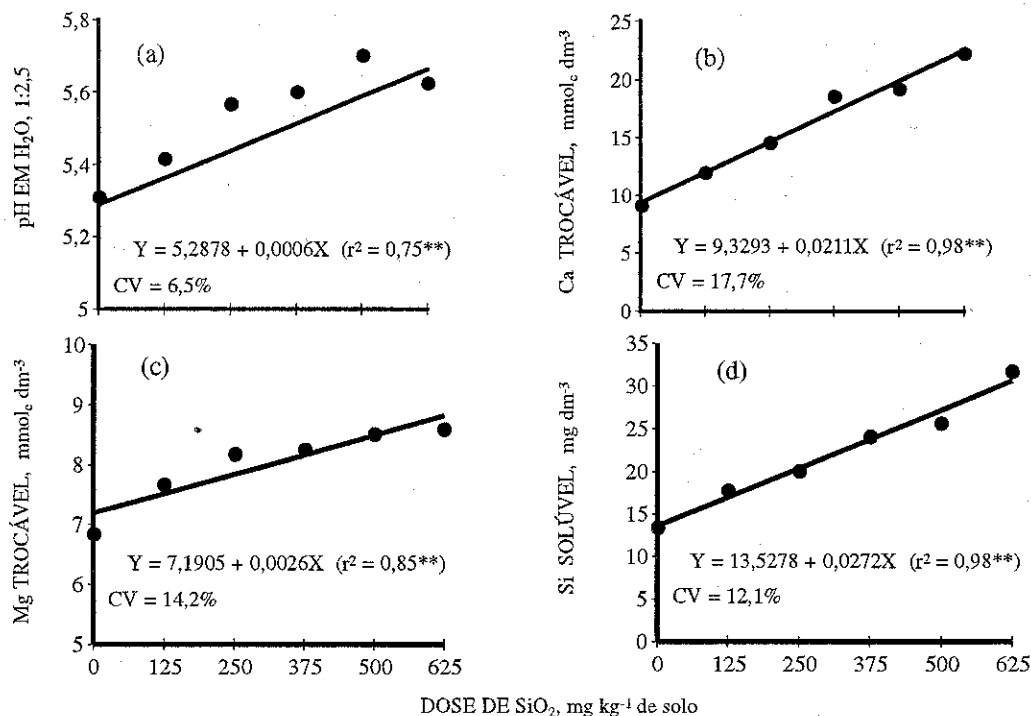 (a)
pH EM H₂O, 1:2,5
5,8
5,6
5,4
5,2
5
Y = 5,2878 + 0,0006X (r² = 0,75**)
CV = 6,5%
(b)
Ca TROCÁVEL, mmolc dm⁻³
25
20
15
10
5
0
Y = 9,3293 + 0,0211X (r² = 0,98**)
CV = 17,7%
(c)
Mg TROCÁVEL, mmolc dm⁻³
10
9
8
7
6
5
Y = 7,1905 + 0,0026X (r² = 0,85**)
CV = 14,2%
0 125 250 375 500 625
(d)
Si SOLÚVEL, mg dm⁻³
35
30
25
20
15
10
5
0
Y = 13,5278 + 0,0272X (r² = 0,98**)
CV = 12,1%
0 125 250 375 500 625
DOSE DE SiO₂, mg kg⁻¹ de solo